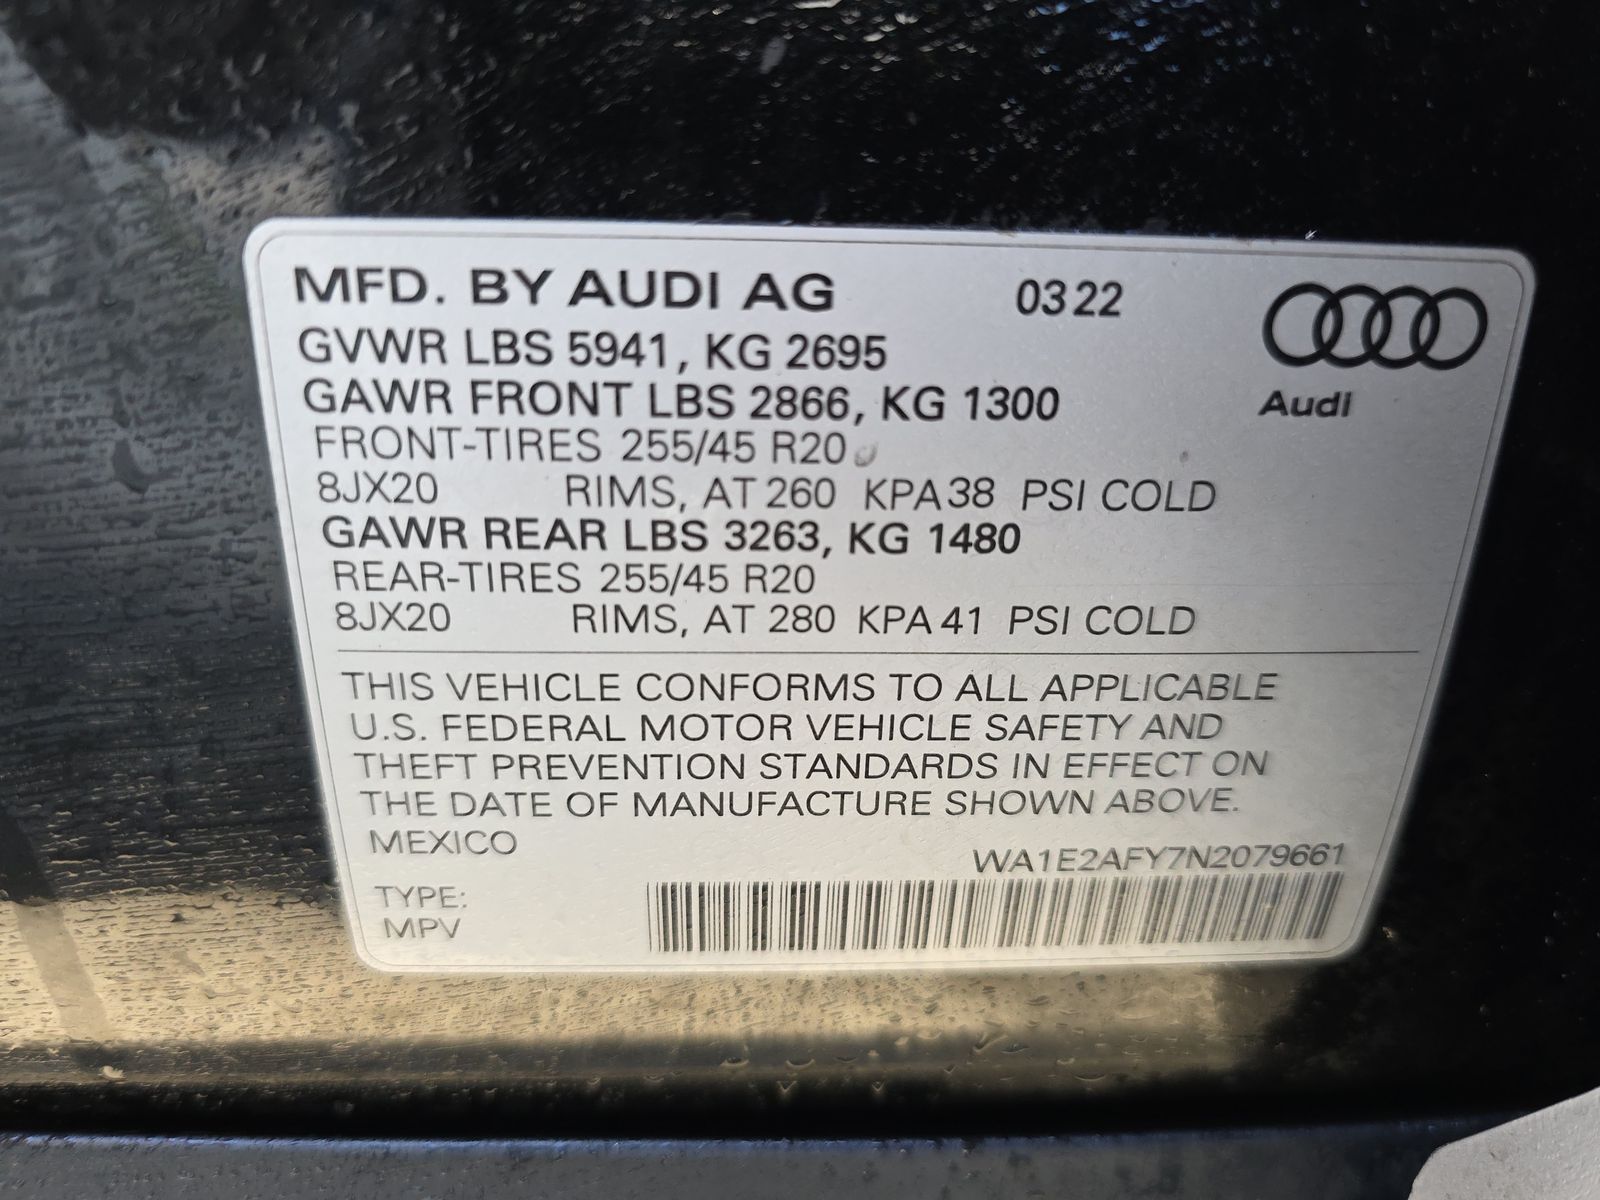 MFD. BY AUDI AG 03 22
GVWR LBS 5941, KG 2695
GAWR FRONT LBS 2866, KG 1300
Audi
FRONT-TIRES 255/45 R20
8JX20 RIMS, AT 260 KPA 38 PSI COLD
GAWR REAR LBS 3263, KG 1480
REAR-TIRES 255/45 R20
8JX20 RIMS, AT 280 KPA 41 PSI COLD
THIS VEHICLE CONFORMS TO ALL APPLICABLE
U.S. FEDERAL MOTOR VEHICLE SAFETY AND
THEFT PREVENTION STANDARDS IN EFFECT ON
THE DATE OF MANUFACTURE SHOWN ABOVE.
MEXICO
WA1E2AFY7N2079661
TYPE:
MPV